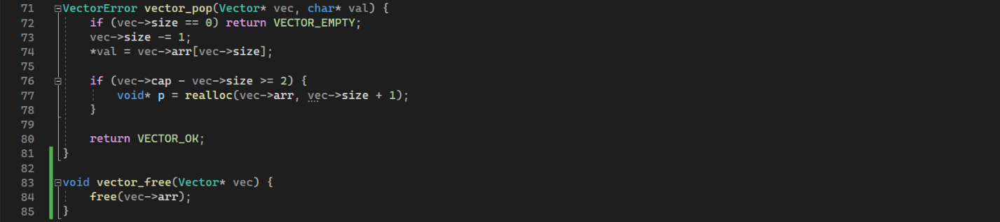 71 VectorError vector_pop(Vector* vec, char* val) {
72     if (vec->size == 0) return VECTOR_EMPTY;
73     vec->size -= 1;
74     *val = vec->arr[vec->size];
75
76     if (vec->cap - vec->size >= 2) {
77         void* p = realloc(vec->arr, vec->size + 1);
78     }
79
80     return VECTOR_OK;
81 }
82
83 void vector_free(Vector* vec) {
84     free(vec->arr);
85 }